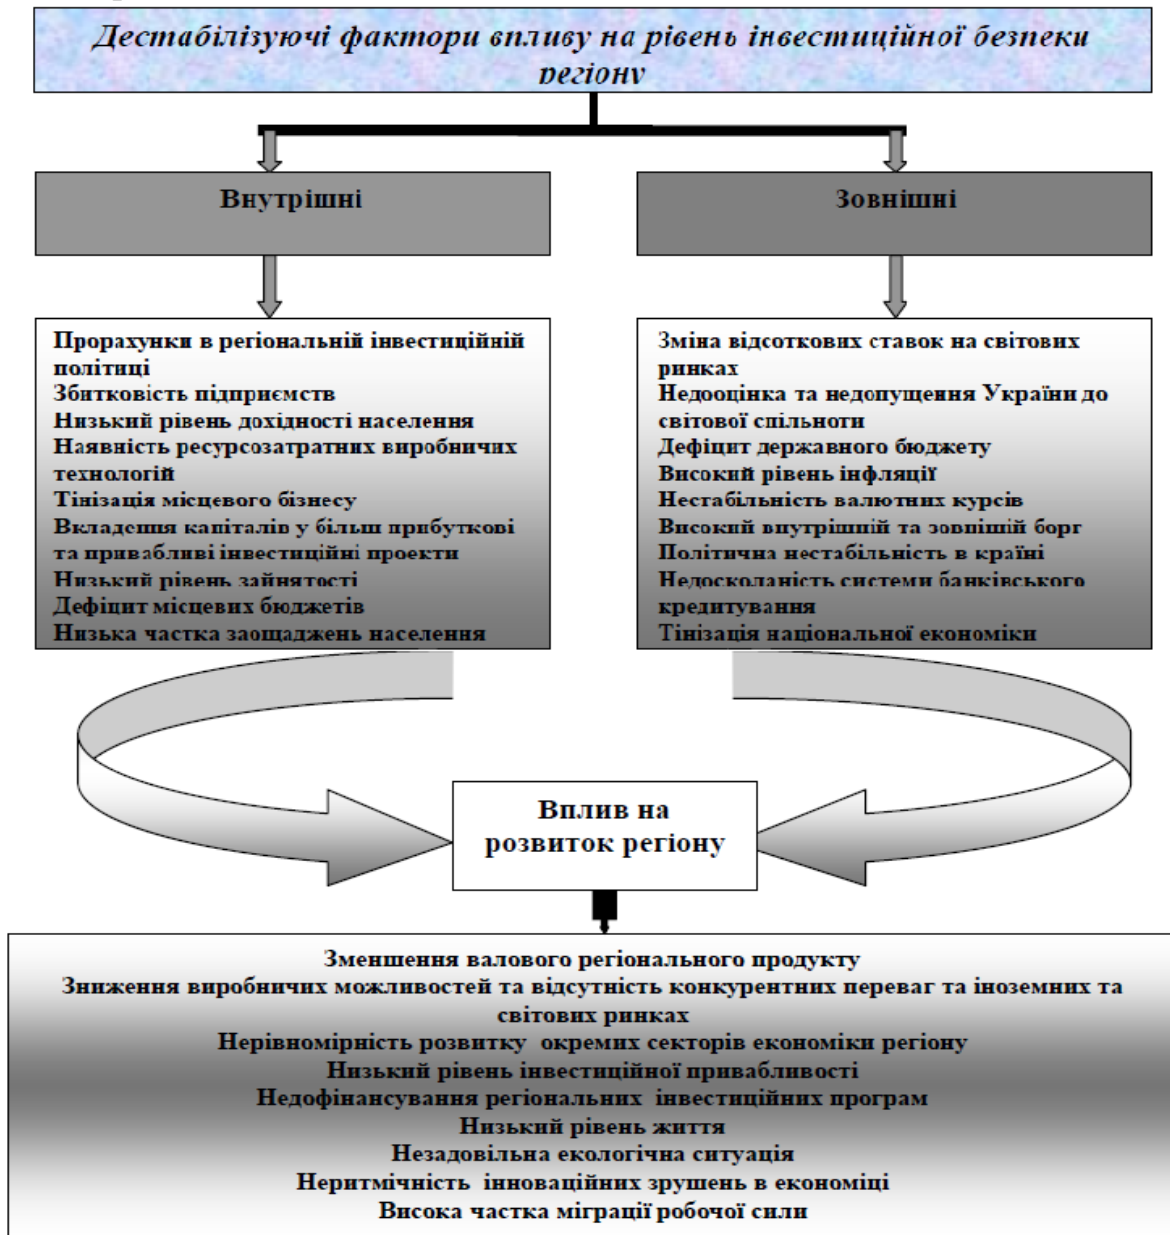 Дестабілізуючі фактори впливу на рівень інвестиційної безпеки
регіону
Внутрішні
Зовнішні
Прорахунки в регіональній інвестиційній
політиці
Збитковість підприємств
Низький рівень дохідності населення
Наявність ресурсозатратних виробничих
технологій
Тінізація місцевого бізнесу
Вкладення капіталів у більш прибуткові
та привабливі інвестиційні проекти
Низький рівень зайнятості
Дефіцит місцевих бюджетів
Низька частка заощаджень населення
Зміна відсоткових ставок на світових
ринках
Недооцінка та недопущення України до
світової спільноти
Дефіцит державного бюджету
Високий рівень інфляції
Нестабільність валютних курсів
Високий внутрішній та зовнішній борг
Політична нестабільність в країні
Недосколаність системи банківського
кредитування
Тінізація національної економіки
Вплив на
розвиток регіону
Зменшення валового регіонального продукту
Зниження виробничих можливостей та відсутність конкурентних переваг та іноземних та
світових ринках
Нерівномірність розвитку окремих секторів економіки регіону
Низький рівень інвестиційної привабливості
Недофінансування регіональних інвестиційних програм
Низький рівень життя
Незадовільна екологічна ситуація
Неритмічність інноваційних зрушень в економіці
Висока частка міграції робочої сили